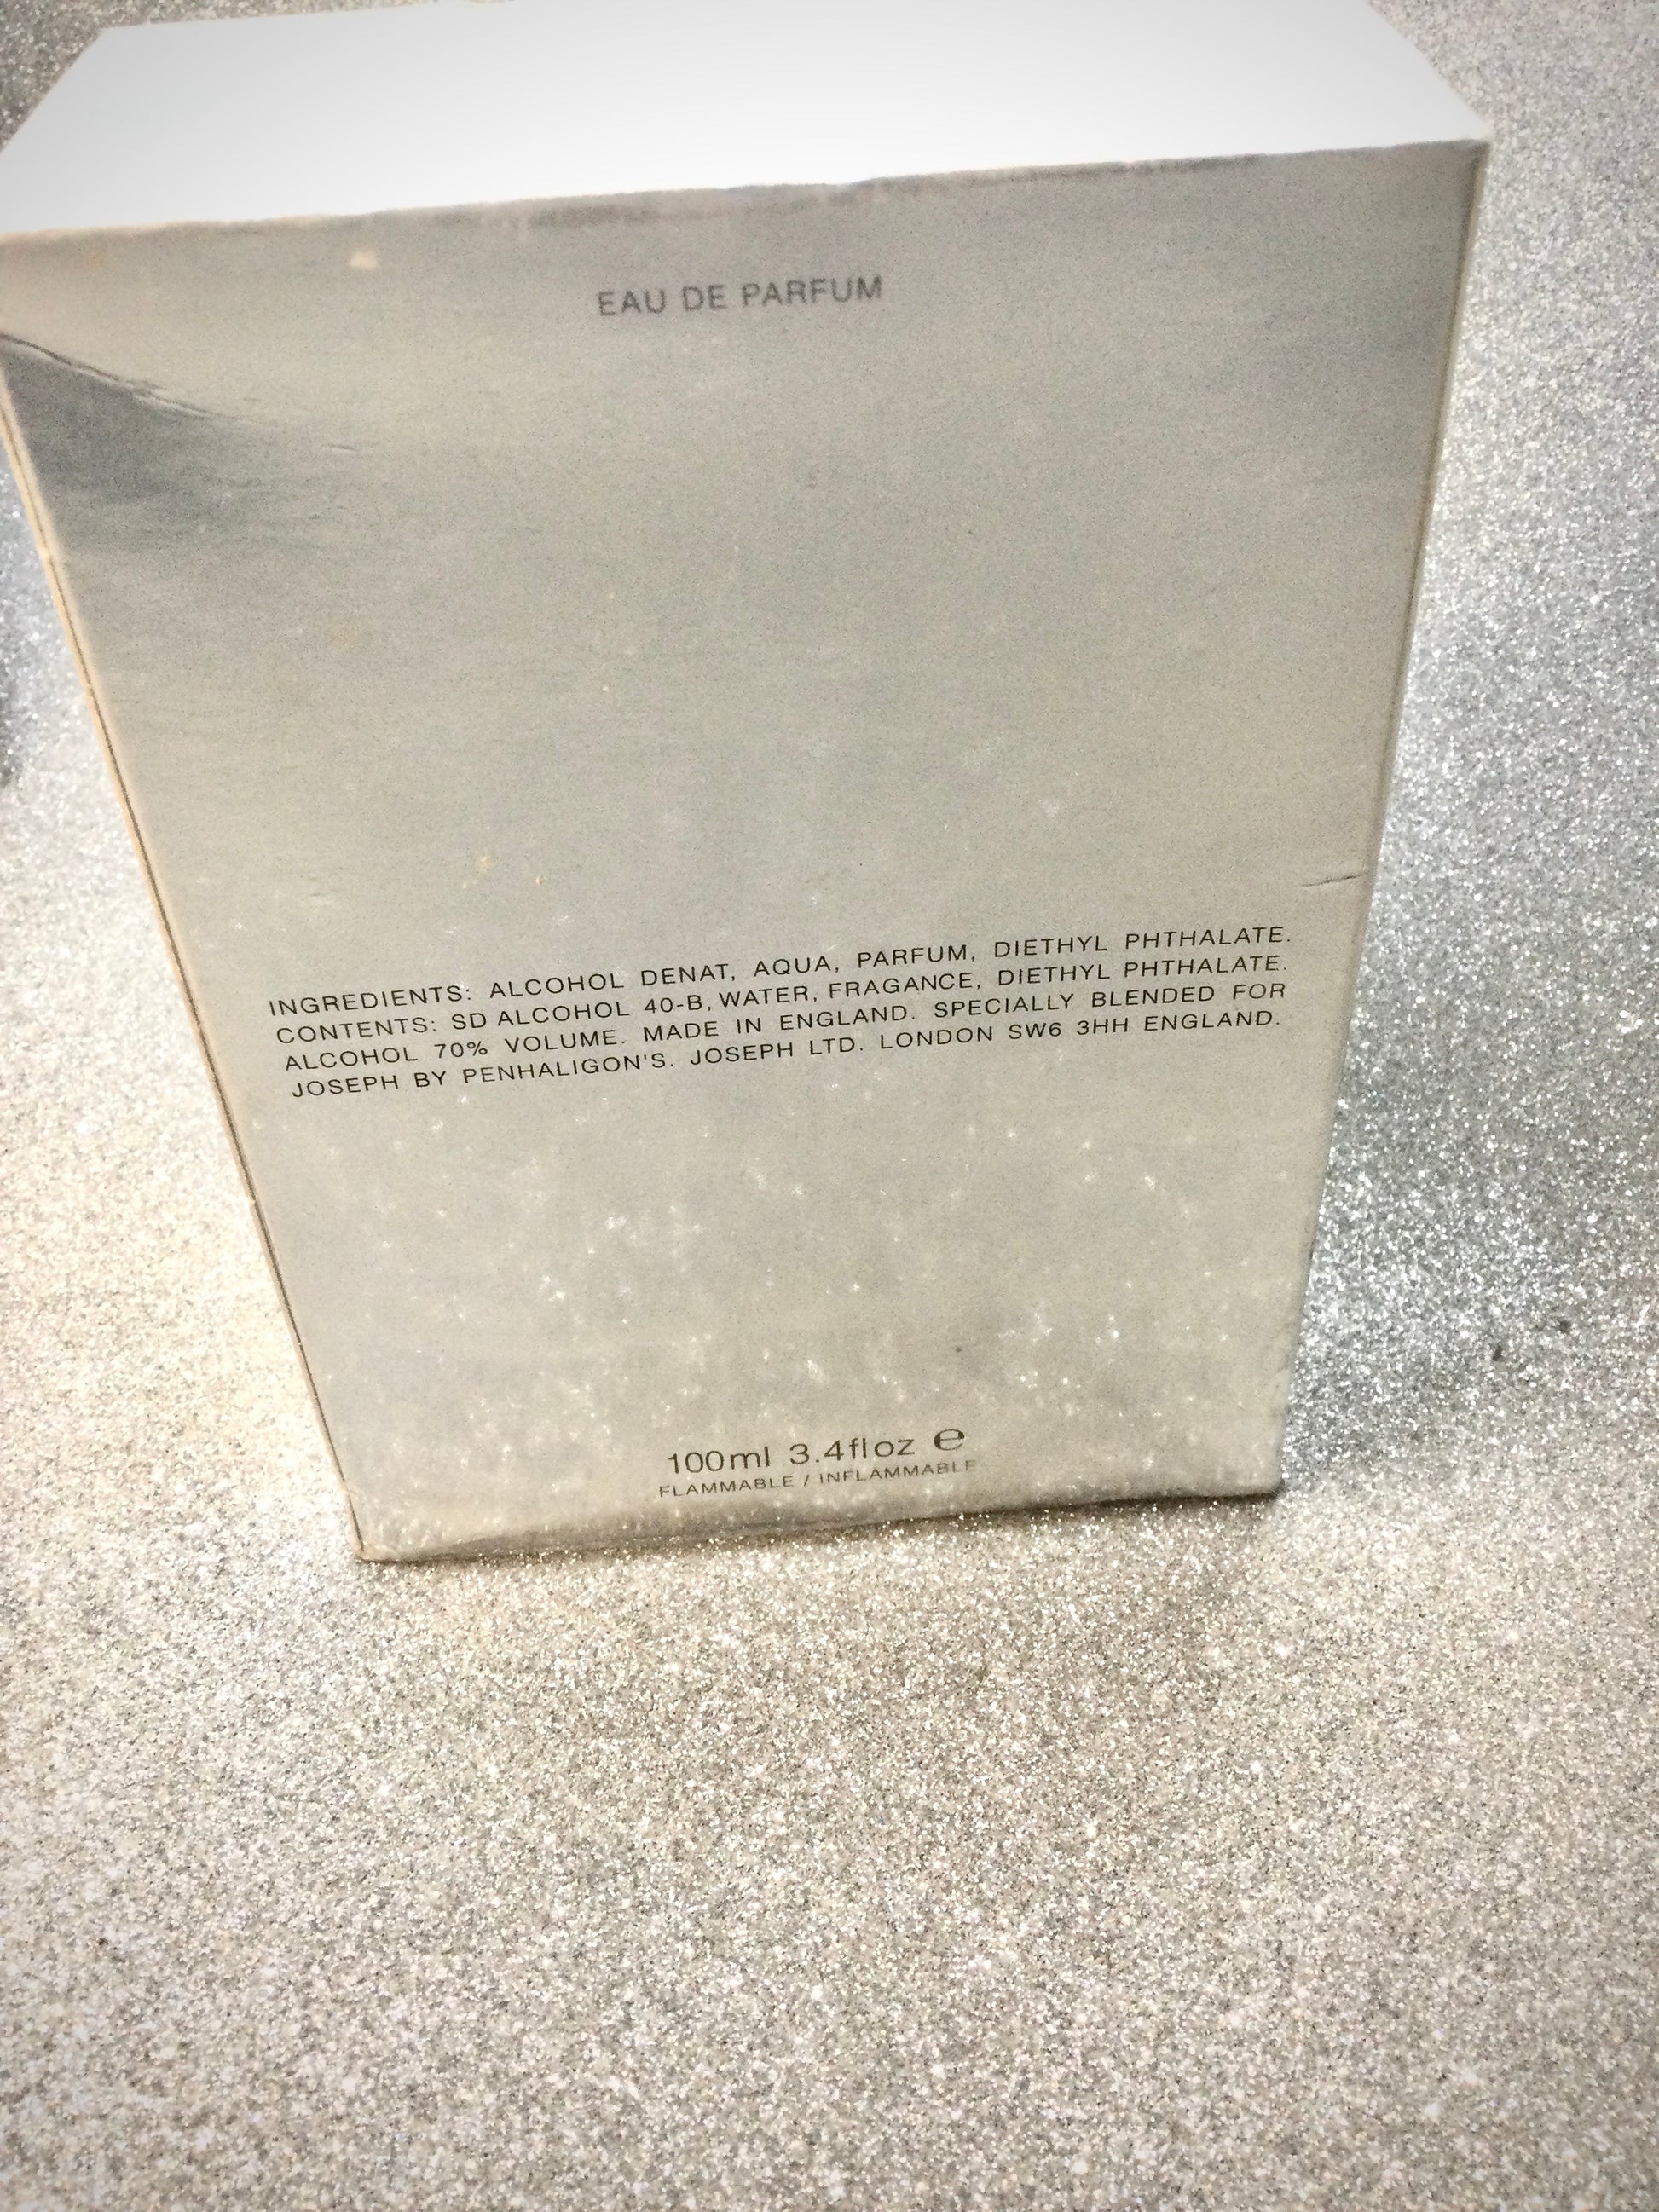 EAU DE PARFUM
INGREDIENTS: ALCOHOL DENAT, AQUA, PARFUM, DIETHYL PHTHALATE.
CONTENTS: SD ALCOHOL 40-B, WATER, FRAGANCE, DIETHYL PHTHALATE.
ALCOHOL 70% VOLUME. MADE IN ENGLAND. SPECIALLY BLENDED FOR
JOSEPH BY PENHALIGON'S. JOSEPH LTD. LONDON SW6 3HH ENGLAND.
100ml 3.4floz ℮
FLAMMABLE / INFLAMMABLE